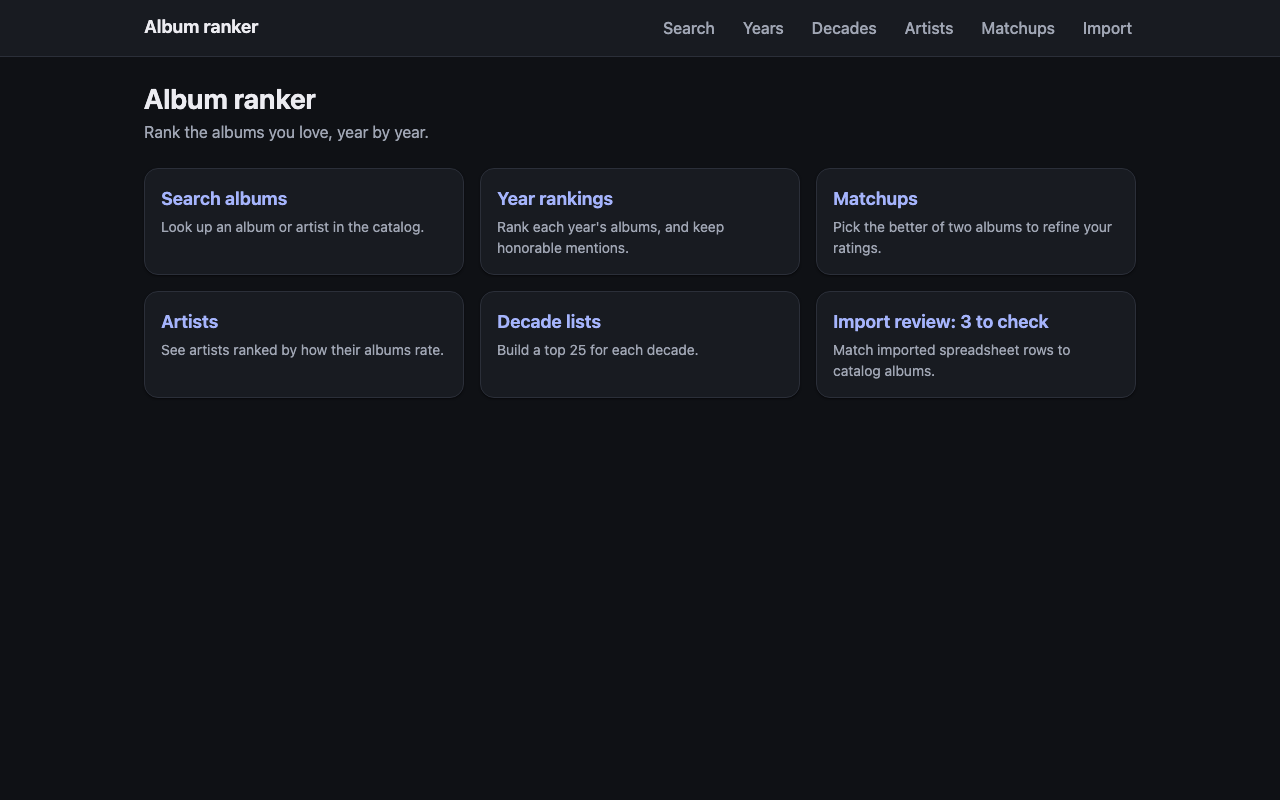 Album ranker
Search
Years
Decades
Artists
Matchups
Import
Album ranker
Rank the albums you love, year by year.
Search albums
Look up an album or artist in the catalog.
Year rankings
Rank each year's albums, and keep
honorable mentions.
Matchups
Pick the better of two albums to refine your
ratings.
Artists
See artists ranked by how their albums rate.
Decade lists
Build a top 25 for each decade.
Import review: 3 to check
Match imported spreadsheet rows to
catalog albums.